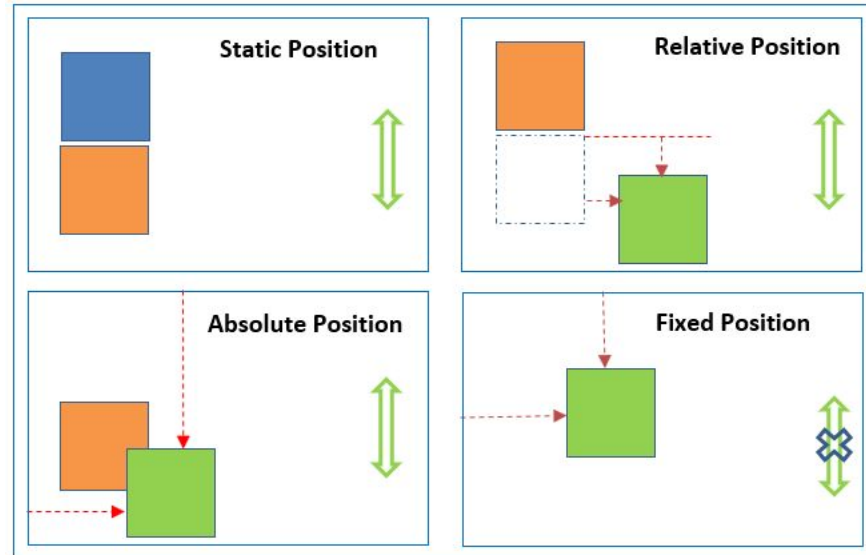 Static Position
Relative Position
Absolute Position
Fixed Position